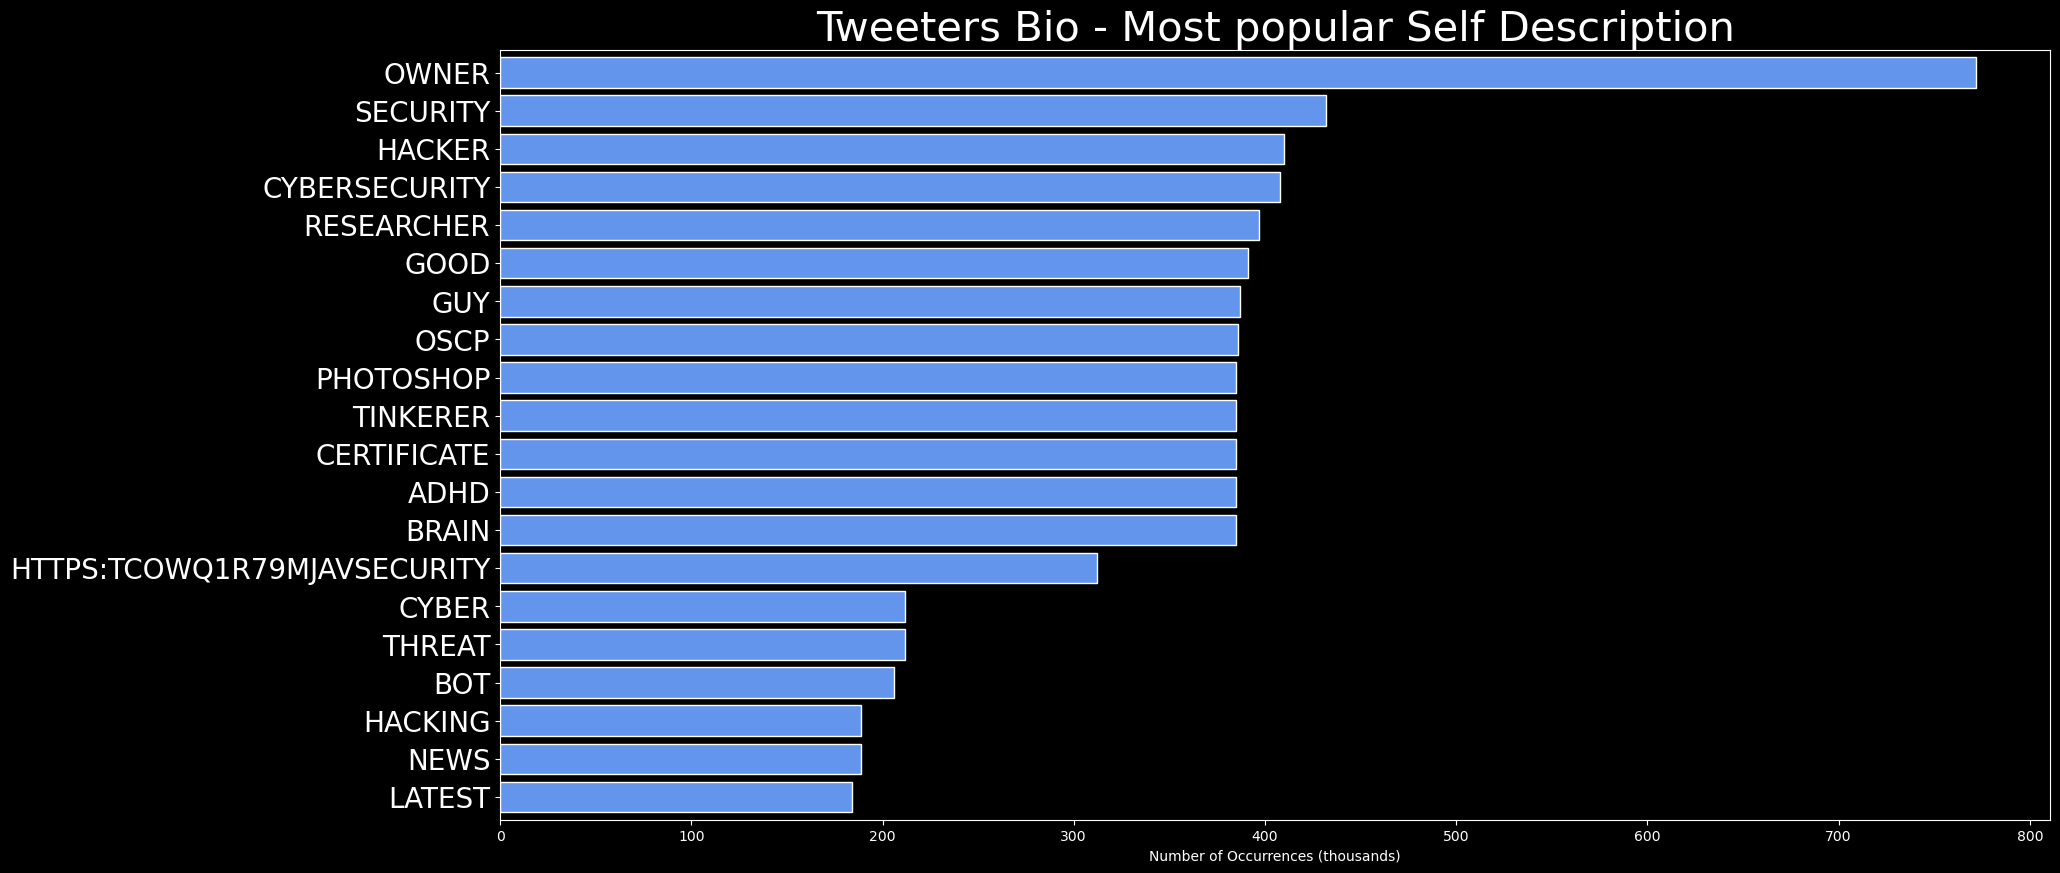 Tweeters Bio - Most popular Self Description
OWNER
SECURITY
HACKER
CYBERSECURITY
RESEARCHER
GOOD
GUY
OSCP
PHOTOSHOP
TINKERER
CERTIFICATE
ADHD
BRAIN
HTTPS:TCOWQ1R79MJAVSECURITY
CYBER
THREAT
BOT
HACKING
NEWS
LATEST
0 100 200 300 400 500 600 700 800
Number of Occurrences (thousands)